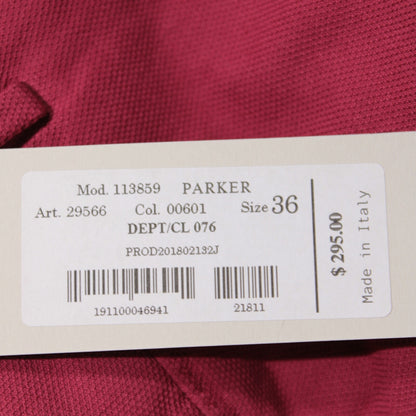 Mod. 113859 PARKER
Art. 29566 Col. 00601 Size 36
DEPT/CL 076
PROD201802132J
191100046941 21811
$ 295.00
Made in Italy